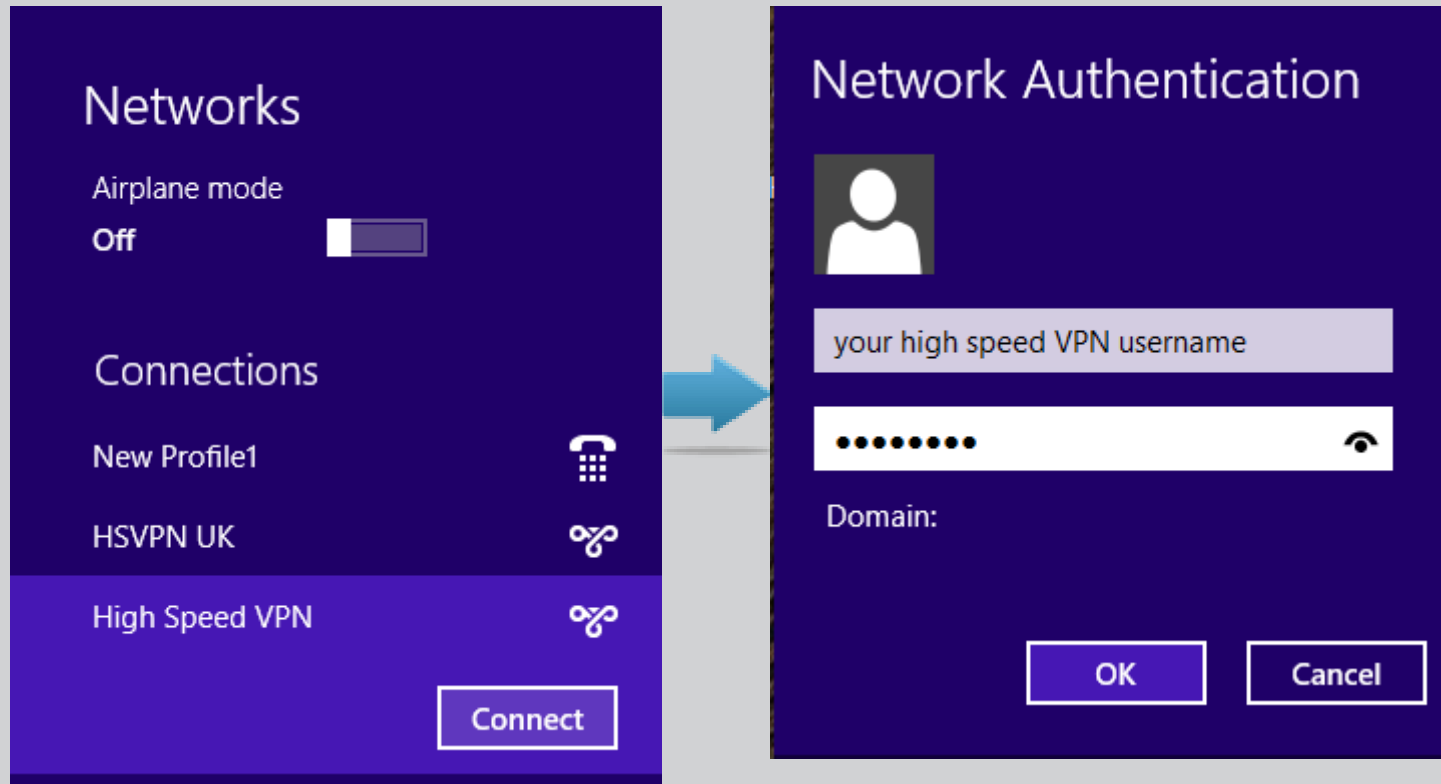 Networks
Airplane mode
Off
Connections
New Profile1
HSVPN UK
High Speed VPN
Connect
Network Authentication
your high speed VPN username
••••••••
Domain:
OK
Cancel